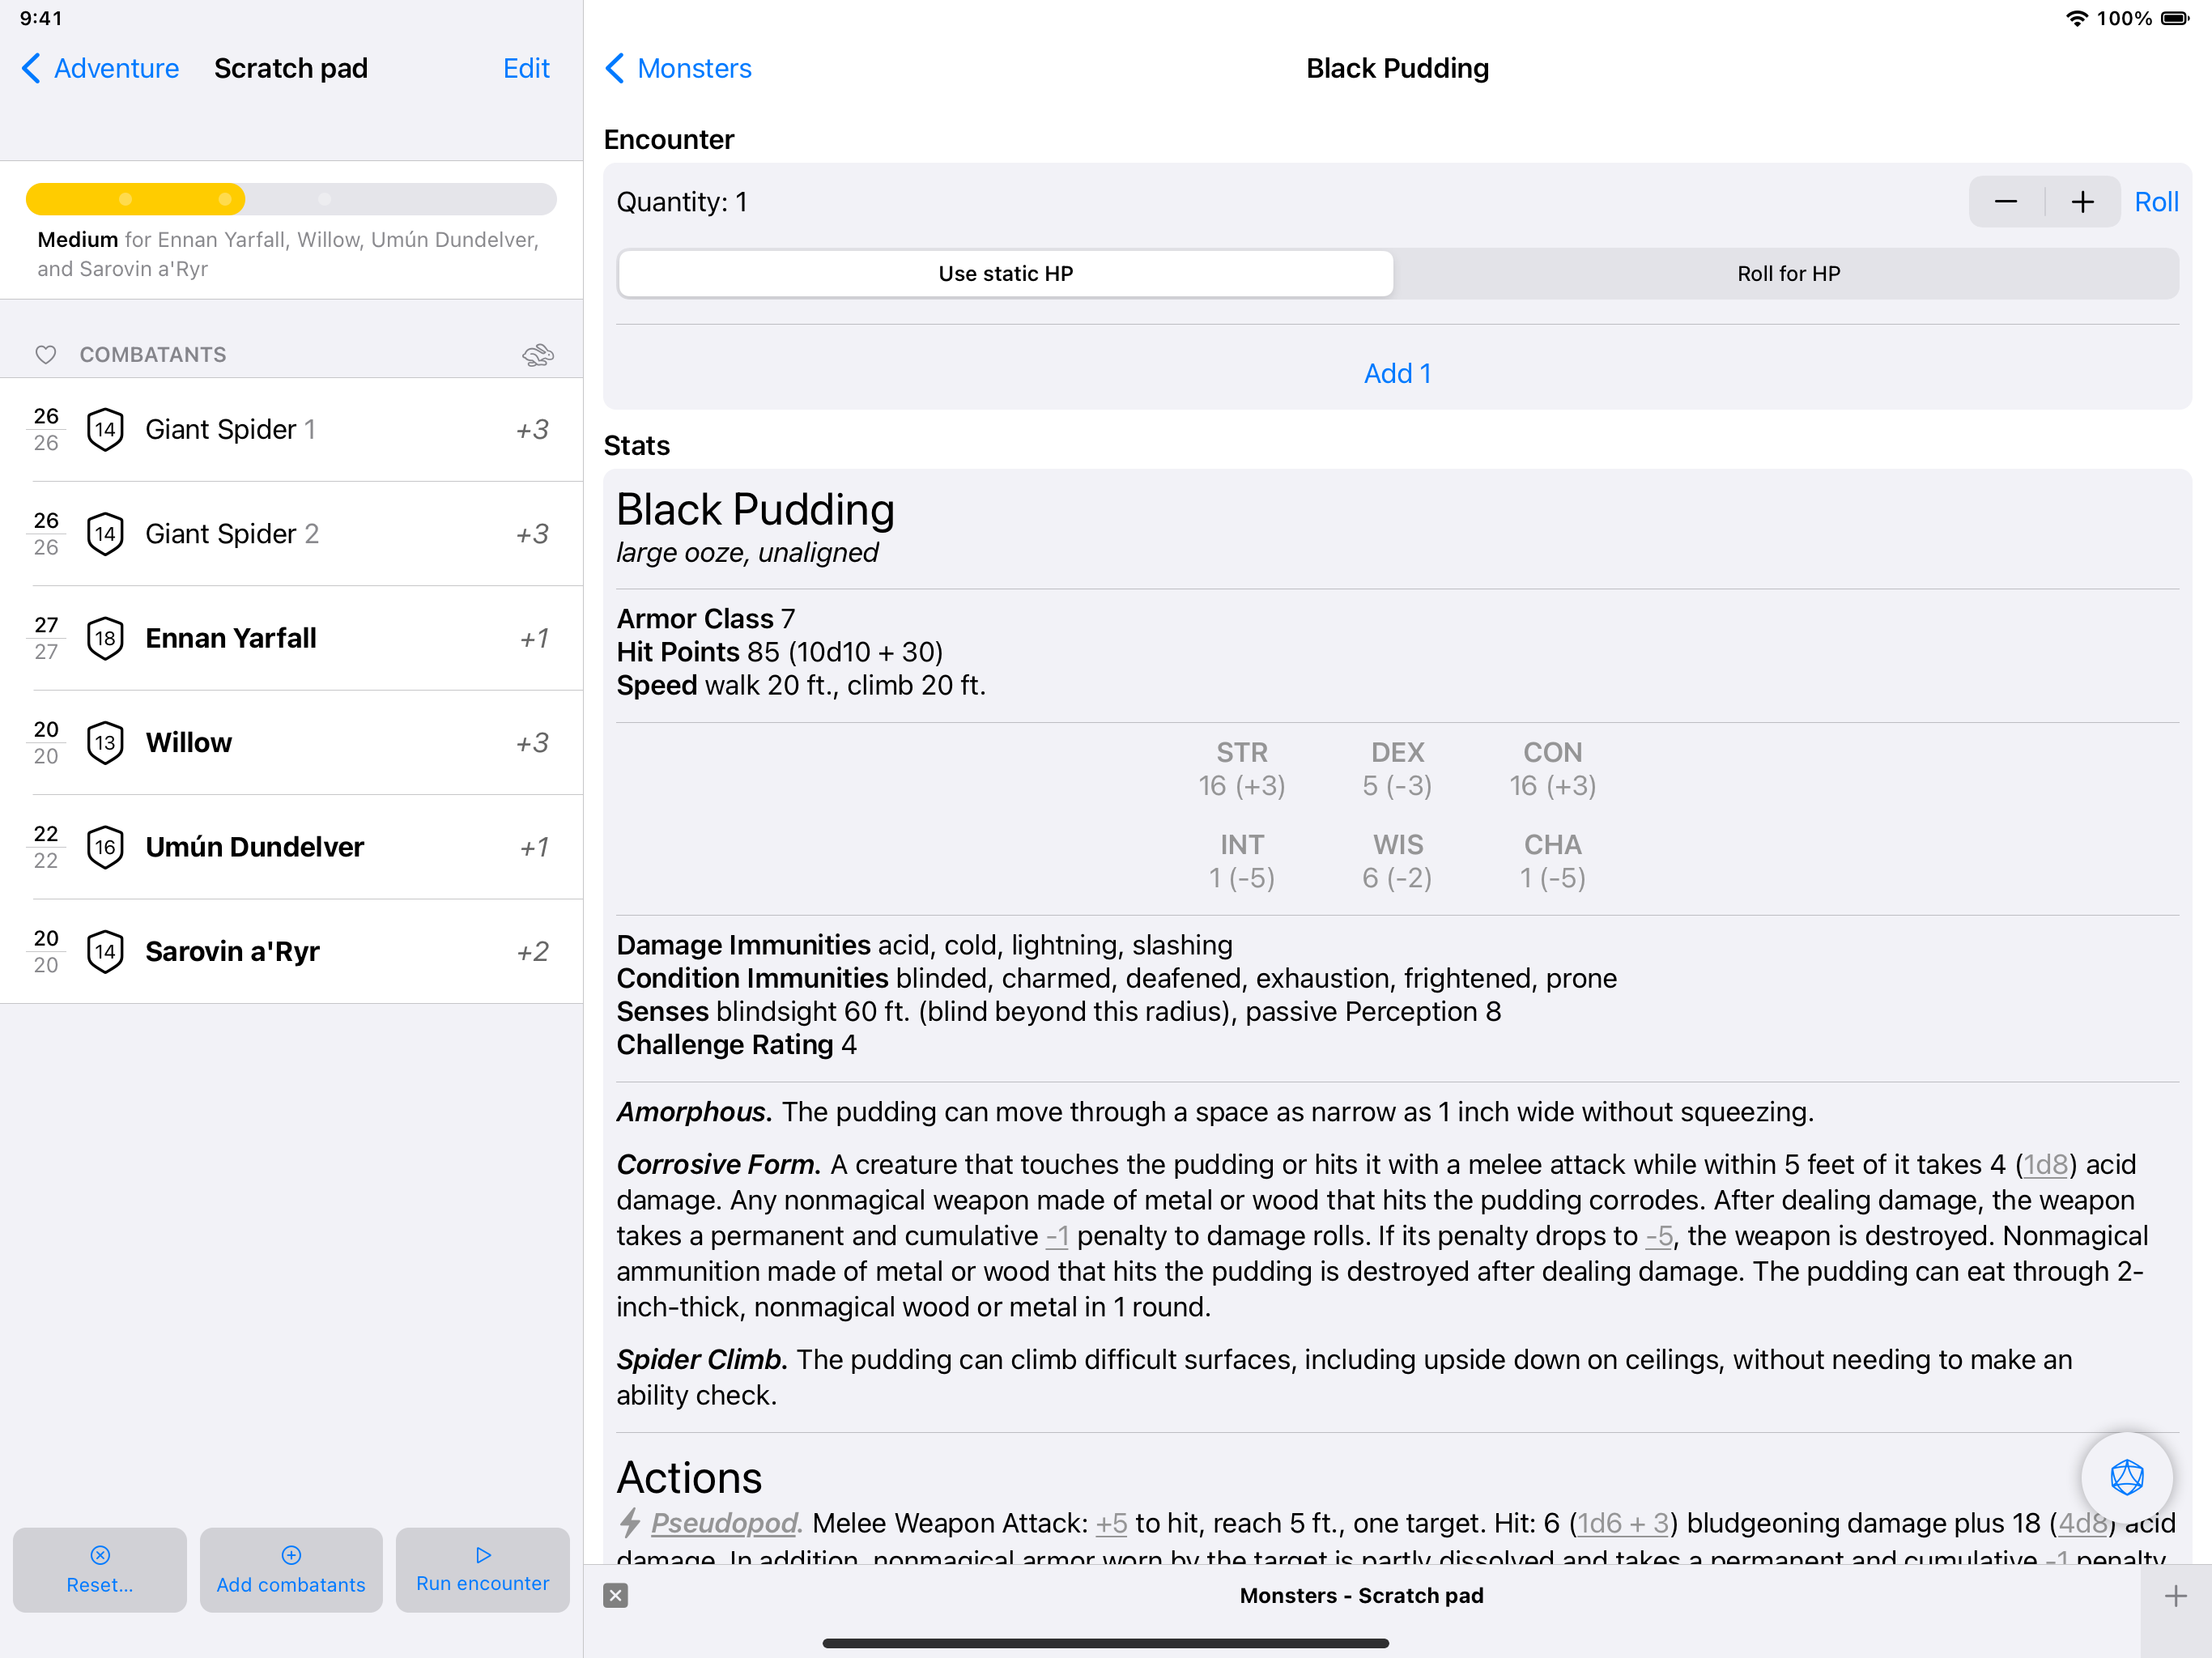 9:41
100%
Adventure
Scratch pad
Edit
Medium for Ennan Yarfall, Willow, Umún Dundelver,
and Sarovin a'Ryr
COMBATANTS
26
26
14
Giant Spider 1
+3
26
26
14
Giant Spider 2
+3
27
27
18
Ennan Yarfall
+1
20
20
13
Willow
+3
22
22
16
Umún Dundelver
+1
20
20
14
Sarovin a'Ryr
+2
Reset...
Add combatants
Run encounter
Monsters
Black Pudding
Encounter
Quantity: 1
Roll
Use static HP
Roll for HP
Add 1
Stats
Black Pudding
large ooze, unaligned
Armor Class 7
Hit Points 85 (10d10 + 30)
Speed walk 20 ft., climb 20 ft.
STR DEX CON
16 (+3) 5 (-3) 16 (+3)
INT WIS CHA
1 (-5) 6 (-2) 1 (-5)
Damage Immunities acid, cold, lightning, slashing
Condition Immunities blinded, charmed, deafened, exhaustion, frightened, prone
Senses blindsight 60 ft. (blind beyond this radius), passive Perception 8
Challenge Rating 4
Amorphous. The pudding can move through a space as narrow as 1 inch wide without squeezing.
Corrosive Form. A creature that touches the pudding or hits it with a melee attack while within 5 feet of it takes 4 (1d8) acid
damage. Any nonmagical weapon made of metal or wood that hits the pudding corrodes. After dealing damage, the weapon
takes a permanent and cumulative -1 penalty to damage rolls. If its penalty drops to -5, the weapon is destroyed. Nonmagical
ammunition made of metal or wood that hits the pudding is destroyed after dealing damage. The pudding can eat through 2-
inch-thick, nonmagical wood or metal in 1 round.
Spider Climb. The pudding can climb difficult surfaces, including upside down on ceilings, without needing to make an
ability check.
Actions
Pseudopod. Melee Weapon Attack: +5 to hit, reach 5 ft., one target. Hit: 6 (1d6 + 3) bludgeoning damage plus 18 (4d8) acid
damage. In addition, nonmagical armor worn by the target is partly dissolved and takes a permanent and cumulative -1 penalty
Monsters - Scratch pad